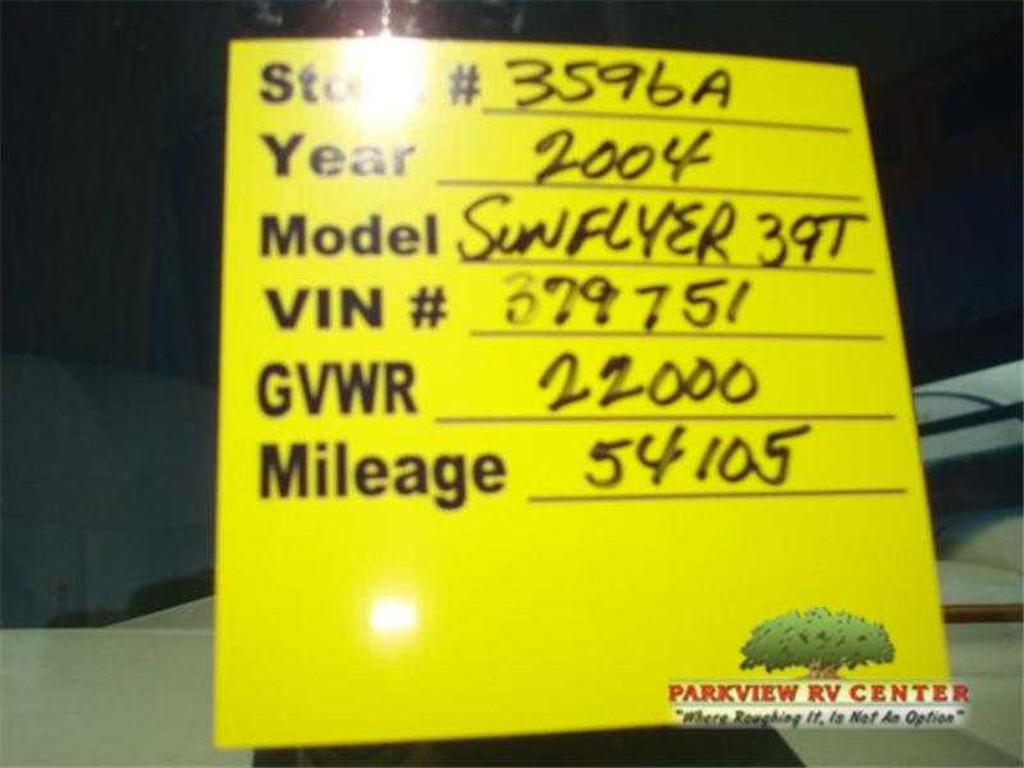 Stock # 3596A
Year 2004
Model SUNFLYER 39T
VIN # 379751
GVWR 22000
Mileage 54105
PARKVIEW RV CENTER
"Where Roughing It, Is Not An Option"